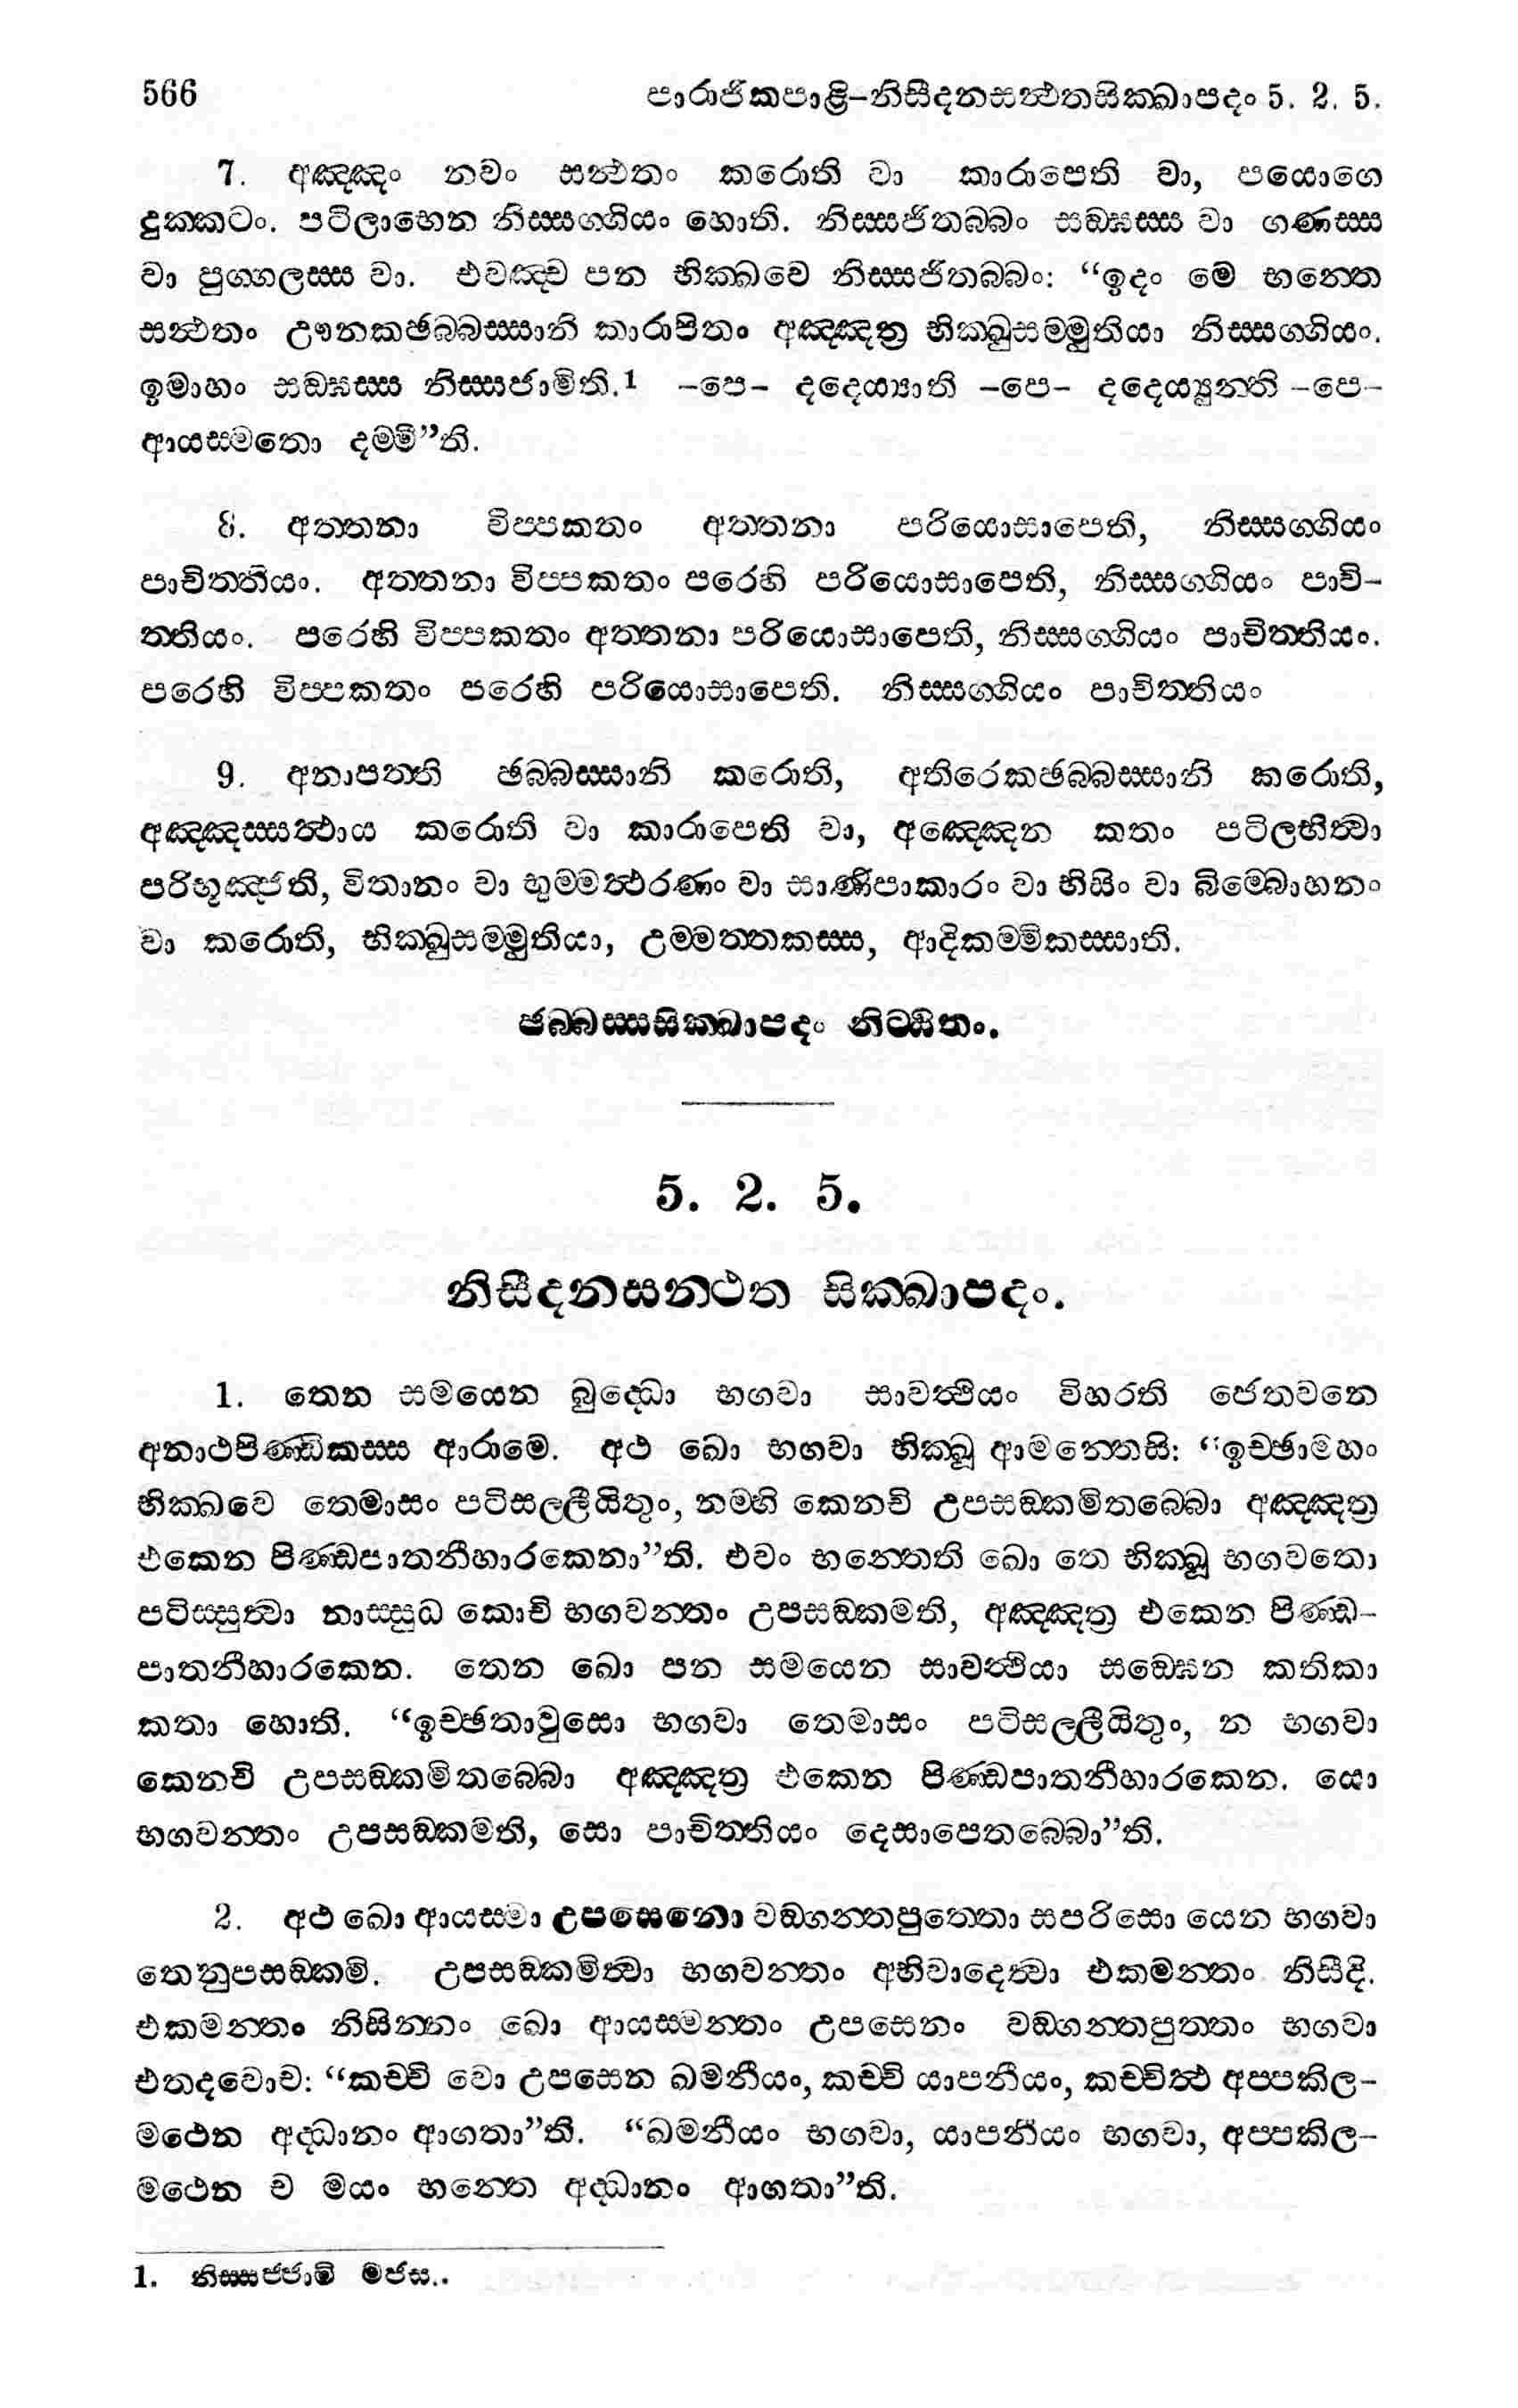 566 පාරාජිකපාළි–නිසීදනසන්‍ථතසික්‍ඛාපදං 5. 2. 5.
7. අඤ්‍ඤං නවං සන්‍ථතං කරොති වා කාරාපෙති වා, පයොගෙ
දුක්‍කටං. පටිලාභෙන නිස්‍සග්‍ගියං හොති. නිස්‍සජිතබ්‍බං සඞ්‍ඝස්‍ස වා ගණස්‍ස
වා පුග්‍ගලස්‍ස වා. එවඤ්‍ච පන භික්‍ඛවෙ නිස්‍සජිතබ්‍බං: “ඉදං මෙ භන්‍තෙ
සන්‍ථතං ඌනකඡබ්‍බස්‍සානි කාරාපිතං අඤ්‍ඤත්‍ර භික්‍ඛුසම්‍මුතියා නිස්‍සග්‍ගියං.
ඉමාහං සඞ්‍ඝස්‍ස නිස්‍සජාමිති.1 –පෙ– දදෙය්‍යාති –පෙ– දදෙය්‍යුන්‍ති –පෙ–
ආයස්‍මතො දම්මි”ති.
8. අත්‍තනා විප්‍පකතං අත්‍තනා පරියොසාපෙති, නිස්‍සග්‍ගියං
පාචිත්‍තියං. අත්‍තනා විප්‍පකතං පරෙහි පරියොසාපෙති, නිස්‍සග්‍ගියං පාචි–
ත්‍තියං. පරෙහි විප්‍පකතං අත්‍තනා පරියොසාපෙති, නිස්‍සග්‍ගියං පාචිත්‍තියං.
පරෙහි විප්‍පකතං පරෙහි පරියොසාපෙති. නිස්‍සග්‍ගියං පාචිත්‍තියං
9. අනාපත්‍ති ඡබ්‍බස්‍සානි කරොති, අතිරෙකඡබ්‍බස්‍සානි කරොති,
අඤ්‍ඤස්‍සත්‍ථාය කරොති වා කාරාපෙති වා, අඤ්‍ඤෙන කතං පටිලභිත්‍වා
පරිභුඤ්‍ජති, විතානං වා භුම්‍මත්‍ථරණං වා සාණිපාකාරං වා භිසිං වා බිම්‍බොහනං
වා කරොති, භික්‍ඛුසම්‍මුතියා, උම්‍මත්‍තකස්‍ස, ආදිකම්‍මිකස්‍සාති.
ඡබ්‍බස්‍සසික්‍ඛාපදං නිට්‍ඨිතං.
5. 2. 5.
නිසීදනසන්‍ථත සික්‍ඛාපදං.
1. තෙන සමයෙන බුද්‍ධො භගවා සාවත්‍ථියං විහරති ජෙතවනෙ
අනාථපිණ්‍ඩිකස්‍ස ආරාමෙ. අථ ඛො භගවා භික්‍ඛූ ආමන්‍තෙසි: “ඉච්‍ඡාමහං
භික්‍ඛවෙ තෙමාසං පටිසල්‍ලීයිතුං, නම්හි කෙනචි උපසඞ්‍කමිතබ්‍බො අඤ්‍ඤත්‍ර
එකෙන පිණ්‍ඩපාතනීහාරකෙනා”ති. එවං භන්‍තෙති ඛො තෙ භික්‍ඛූ භගවතො
පටිස්‍සුත්‍වා නාස්‍සුධ කොචි භගවන්‍තං උපසඞ්‍කමති, අඤ්‍ඤත්‍ර එකෙන පිණ්‍ඩ–
පාතනීහාරකෙන. තෙන ඛො පන සමයෙන සාවත්‍ථියා සඞ්‍ඝෙන කතිකා
කතා හොති. “ඉච්‍ඡතාවුසො භගවා තෙමාසං පටිසල්‍ලීයිතුං, න භගවා
කෙනචි උපසඞ්‍කමිතබ්‍බො අඤ්‍ඤත්‍ර එකෙන පිණ්‍ඩපාතනීහාරකෙන. යො
භගවන්‍තං උපසඞ්‍කමති, සො පාචිත්‍තියං දෙසාපෙතබ්‍බො”ති.
2. අථ ඛො ආයස්‍මා උපසෙනො වඞ්‍ගන්‍තපුත්‍තො සපරිසො යෙන භගවා
තෙනුපසඞ්‍කමි. උපසඞ්‍කමිත්‍වා භගවන්‍තං අභිවාදෙත්‍වා එකමන්‍තං නිසීදි.
එකමන්‍තං නිසින්‍නං ඛො ආයස්‍මන්‍තං උපසෙනං වඞ්‍ගන්‍තපුත්‍තං භගවා
එතදවොච: “කච්‍චි වො උපසෙන ඛමනීයං, කච්‍චි යාපනීයං, කච්‍චිත්‍ථ අප්‍පකිල–
මථෙන අද්‍ධානං ආගතා”ති. “ඛමනීයං භගවා, යාපනීයං භගවා, අප්‍පකිල–
මථෙන ච මයං භන්‍තෙ අද්‍ධානං ආගතා”ති.
1. නිස්‍සජ්ජාමි මජස..